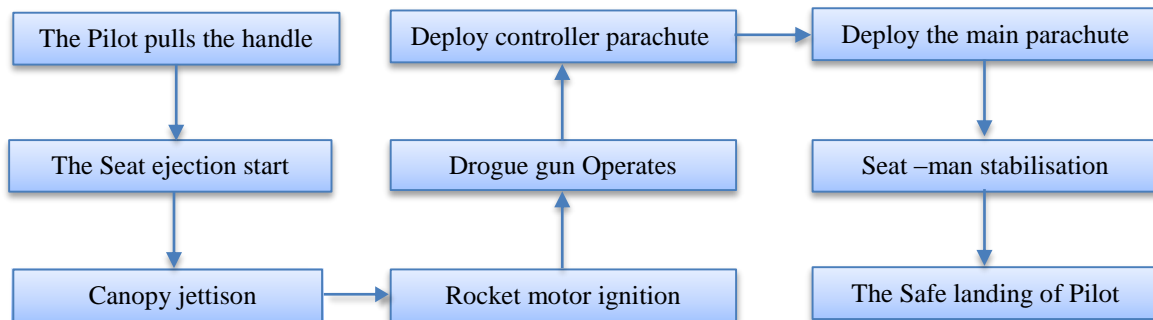 The Pilot pulls the handle
The Seat ejection start
Canopy jettison
Rocket motor ignition
Drogue gun Operates
Deploy controller parachute
Deploy the main parachute
Seat –man stabilisation
The Safe landing of Pilot